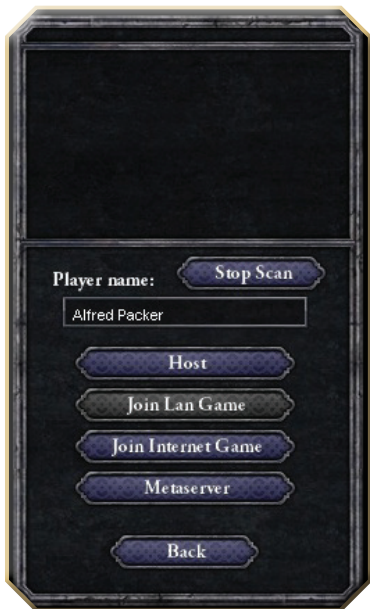 Stop Scan
Player name:
Alfred Packer
Host
Join Lan Game
Join Internet Game
Metaserver
Back